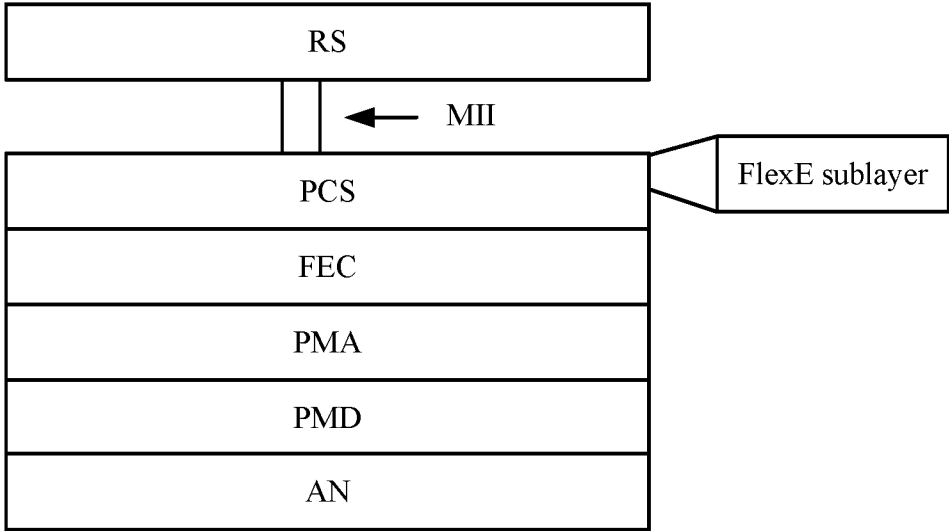 RS
MII
PCS
FlexE sublayer
FEC
PMA
PMD
AN